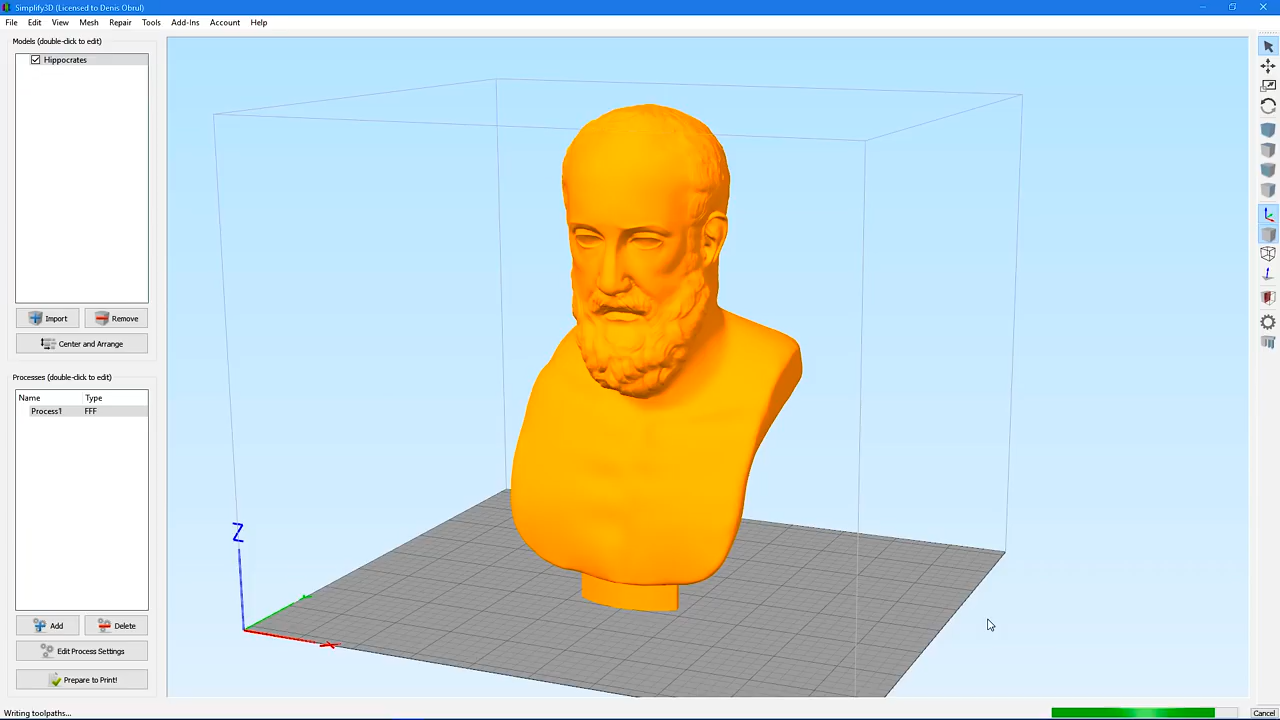 Simplify3D (Licensed to Denis Obrul)
File Edit View Mesh Repair Tools Add-Ins Account Help
Models (double-click to edit)
Hippocrates
Import Remove
Center and Arrange
Processes (double-click to edit)
Name Type
Process1 FFF
Z
Add Delete
Edit Process Settings
Prepare to Print!
Writing toolpaths...
Cancel